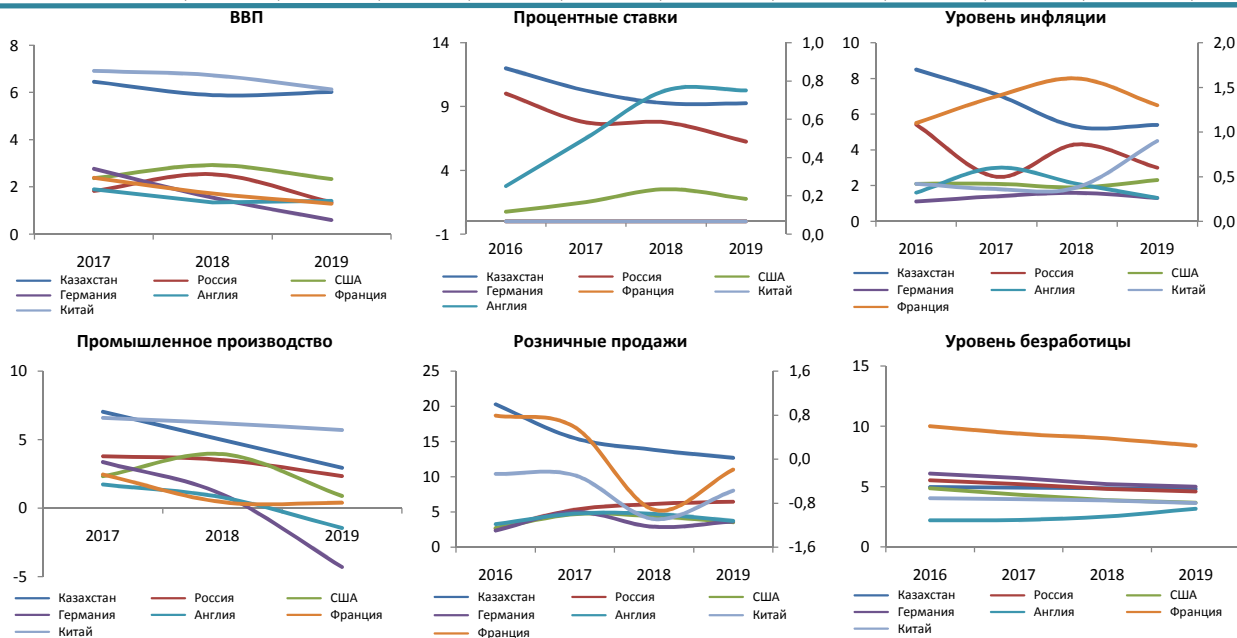 ВВП
8
6
4
2
0
2017 2018 2019
Казахстан Россия США
Германия Англия Франция
Китай
Процентные ставки
14
9
4
-1
1,0
0,8
0,6
0,4
0,2
0,0
2016 2017 2018 2019
Казахстан Россия США
Германия Франция Китай
Англия
Уровень инфляции
10
8
6
4
2
0
2,0
1,5
1,0
0,5
0,0
2016 2017 2018 2019
Казахстан Россия США
Германия Англия Китай
Франция
Промышленное производство
10
5
0
-5
2017 2018 2019
Казахстан Россия США
Германия Англия Франция
Китай
Розничные продажи
25
20
15
10
5
0
1,6
0,8
0,0
-0,8
-1,6
2016 2017 2018 2019
Казахстан Россия США
Германия Англия Китай
Франция
Уровень безработицы
15
10
5
0
2016 2017 2018 2019
Казахстан Россия США
Германия Англия Франция
Китай